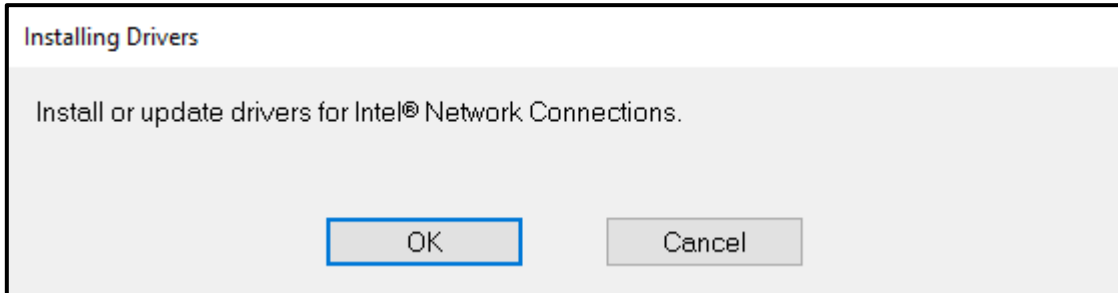 Installing Drivers
Install or update drivers for Intel® Network Connections.
OK
Cancel